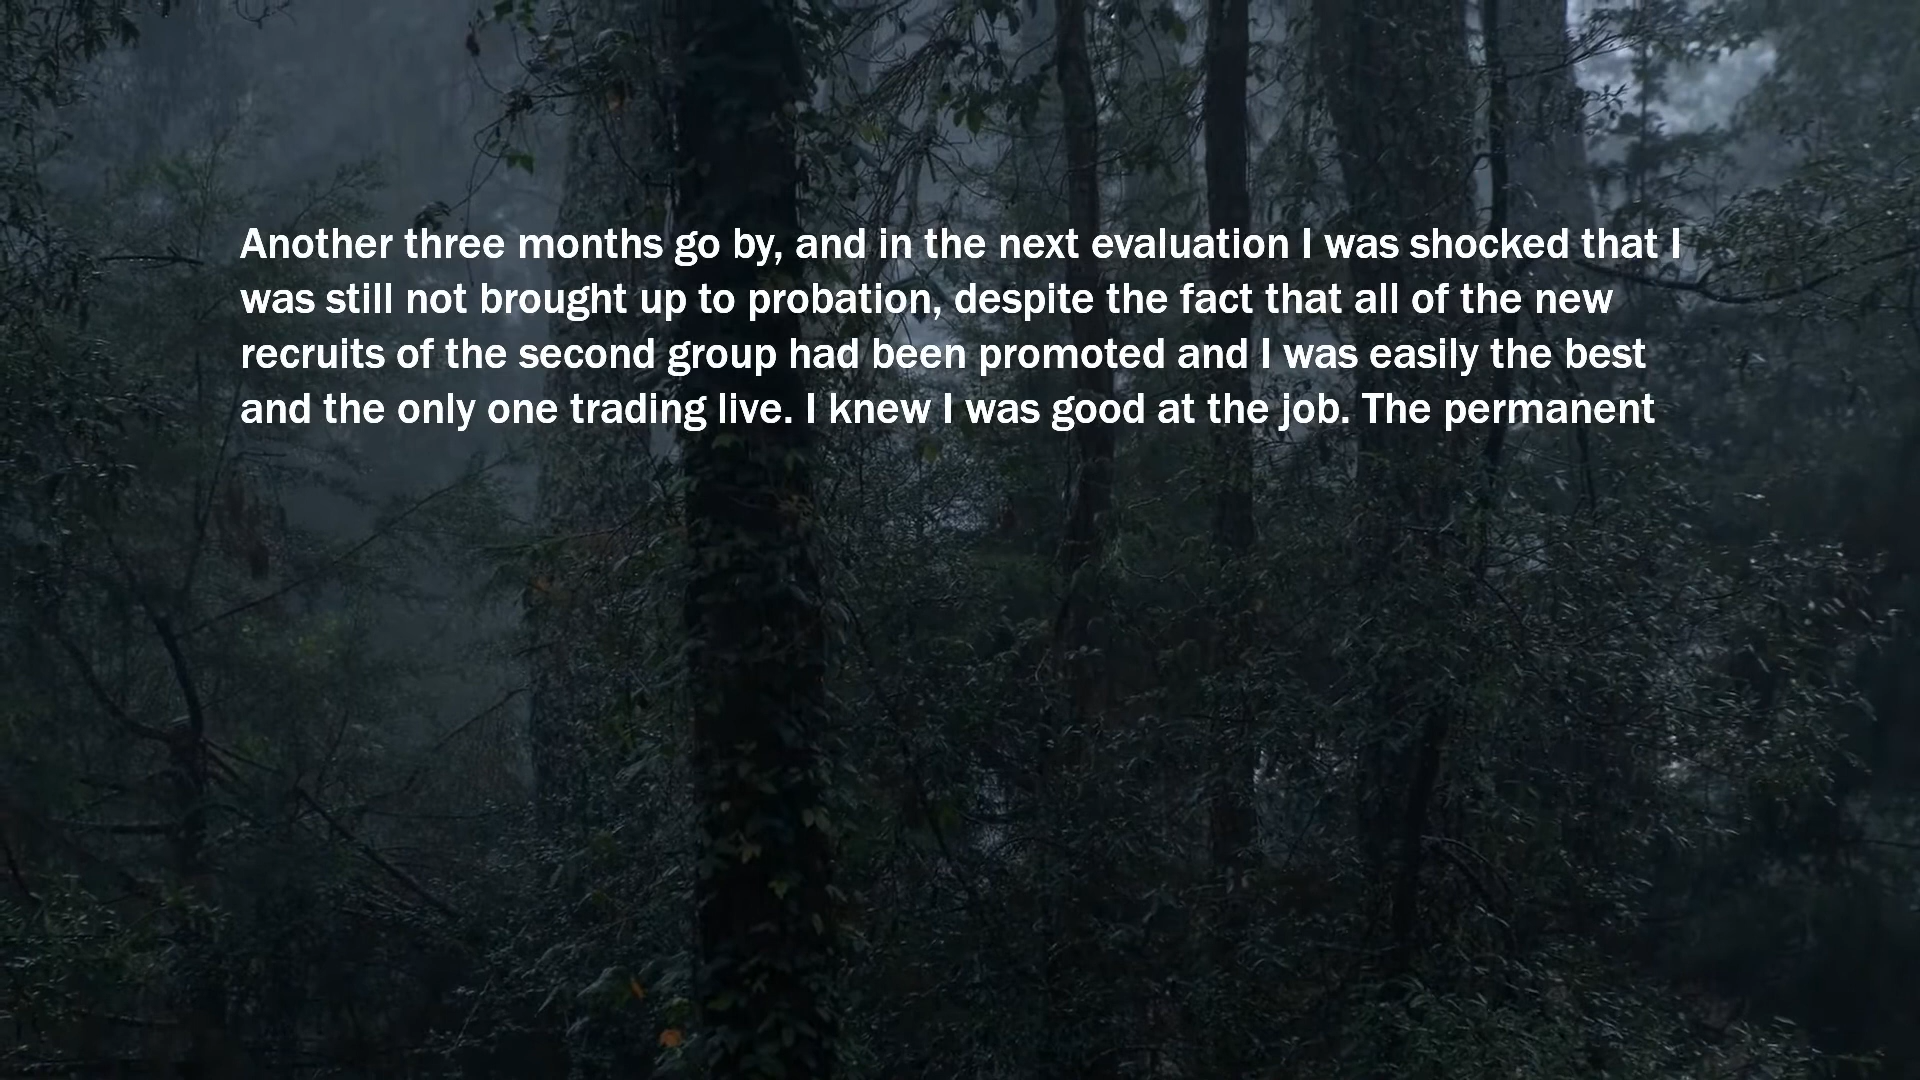 Another three months go by, and in the next evaluation I was shocked that I
was still not brought up to probation, despite the fact that all of the new
recruits of the second group had been promoted and I was easily the best
and the only one trading live. I knew I was good at the job. The permanent